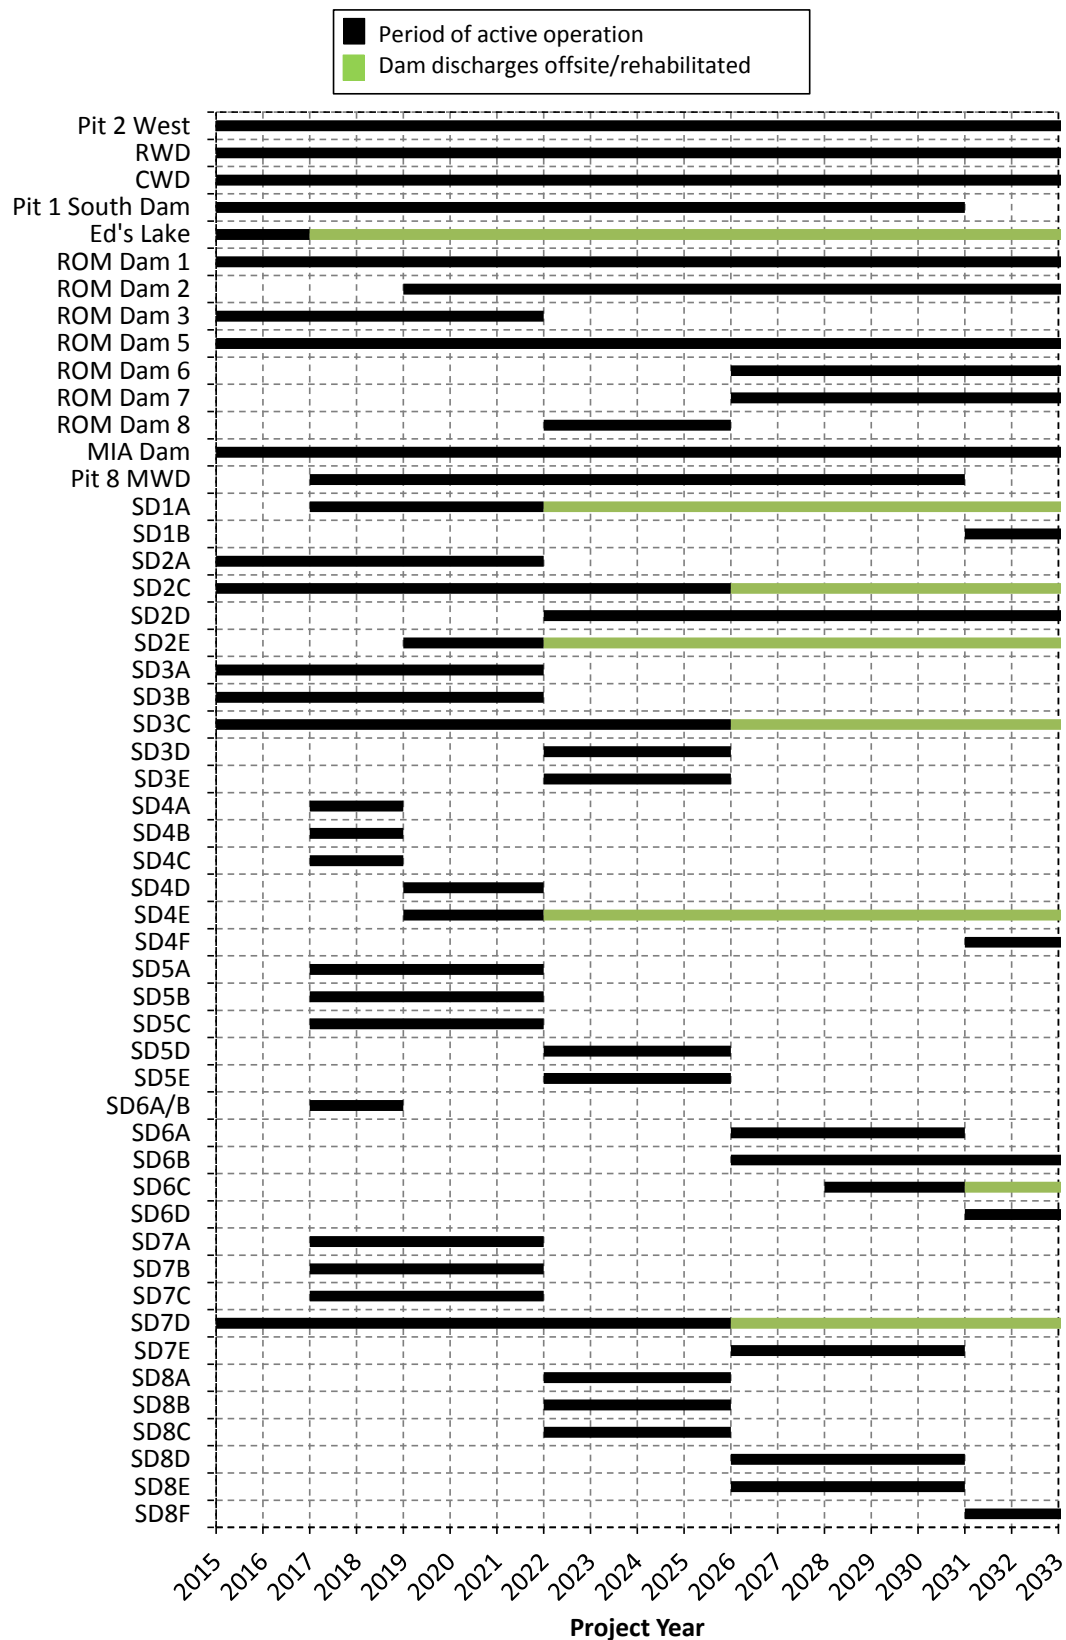 Period of active operation
Dam discharges offsite/rehabilitated
Pit 2 West
RWD
CWD
Pit 1 South Dam
Ed's Lake
ROM Dam 1
ROM Dam 2
ROM Dam 3
ROM Dam 5
ROM Dam 6
ROM Dam 7
ROM Dam 8
MIA Dam
Pit 8 MWD
SD1A
SD1B
SD2A
SD2C
SD2D
SD2E
SD3A
SD3B
SD3C
SD3D
SD3E
SD4A
SD4B
SD4C
SD4D
SD4E
SD4F
SD5A
SD5B
SD5C
SD5D
SD5E
SD6A/B
SD6A
SD6B
SD6C
SD6D
SD7A
SD7B
SD7C
SD7D
SD7E
SD8A
SD8B
SD8C
SD8D
SD8E
SD8F
2015 2016 2017 2018 2019 2020 2021 2022 2023 2024 2025 2026 2027 2028 2029 2030 2031 2032 2033
Project Year